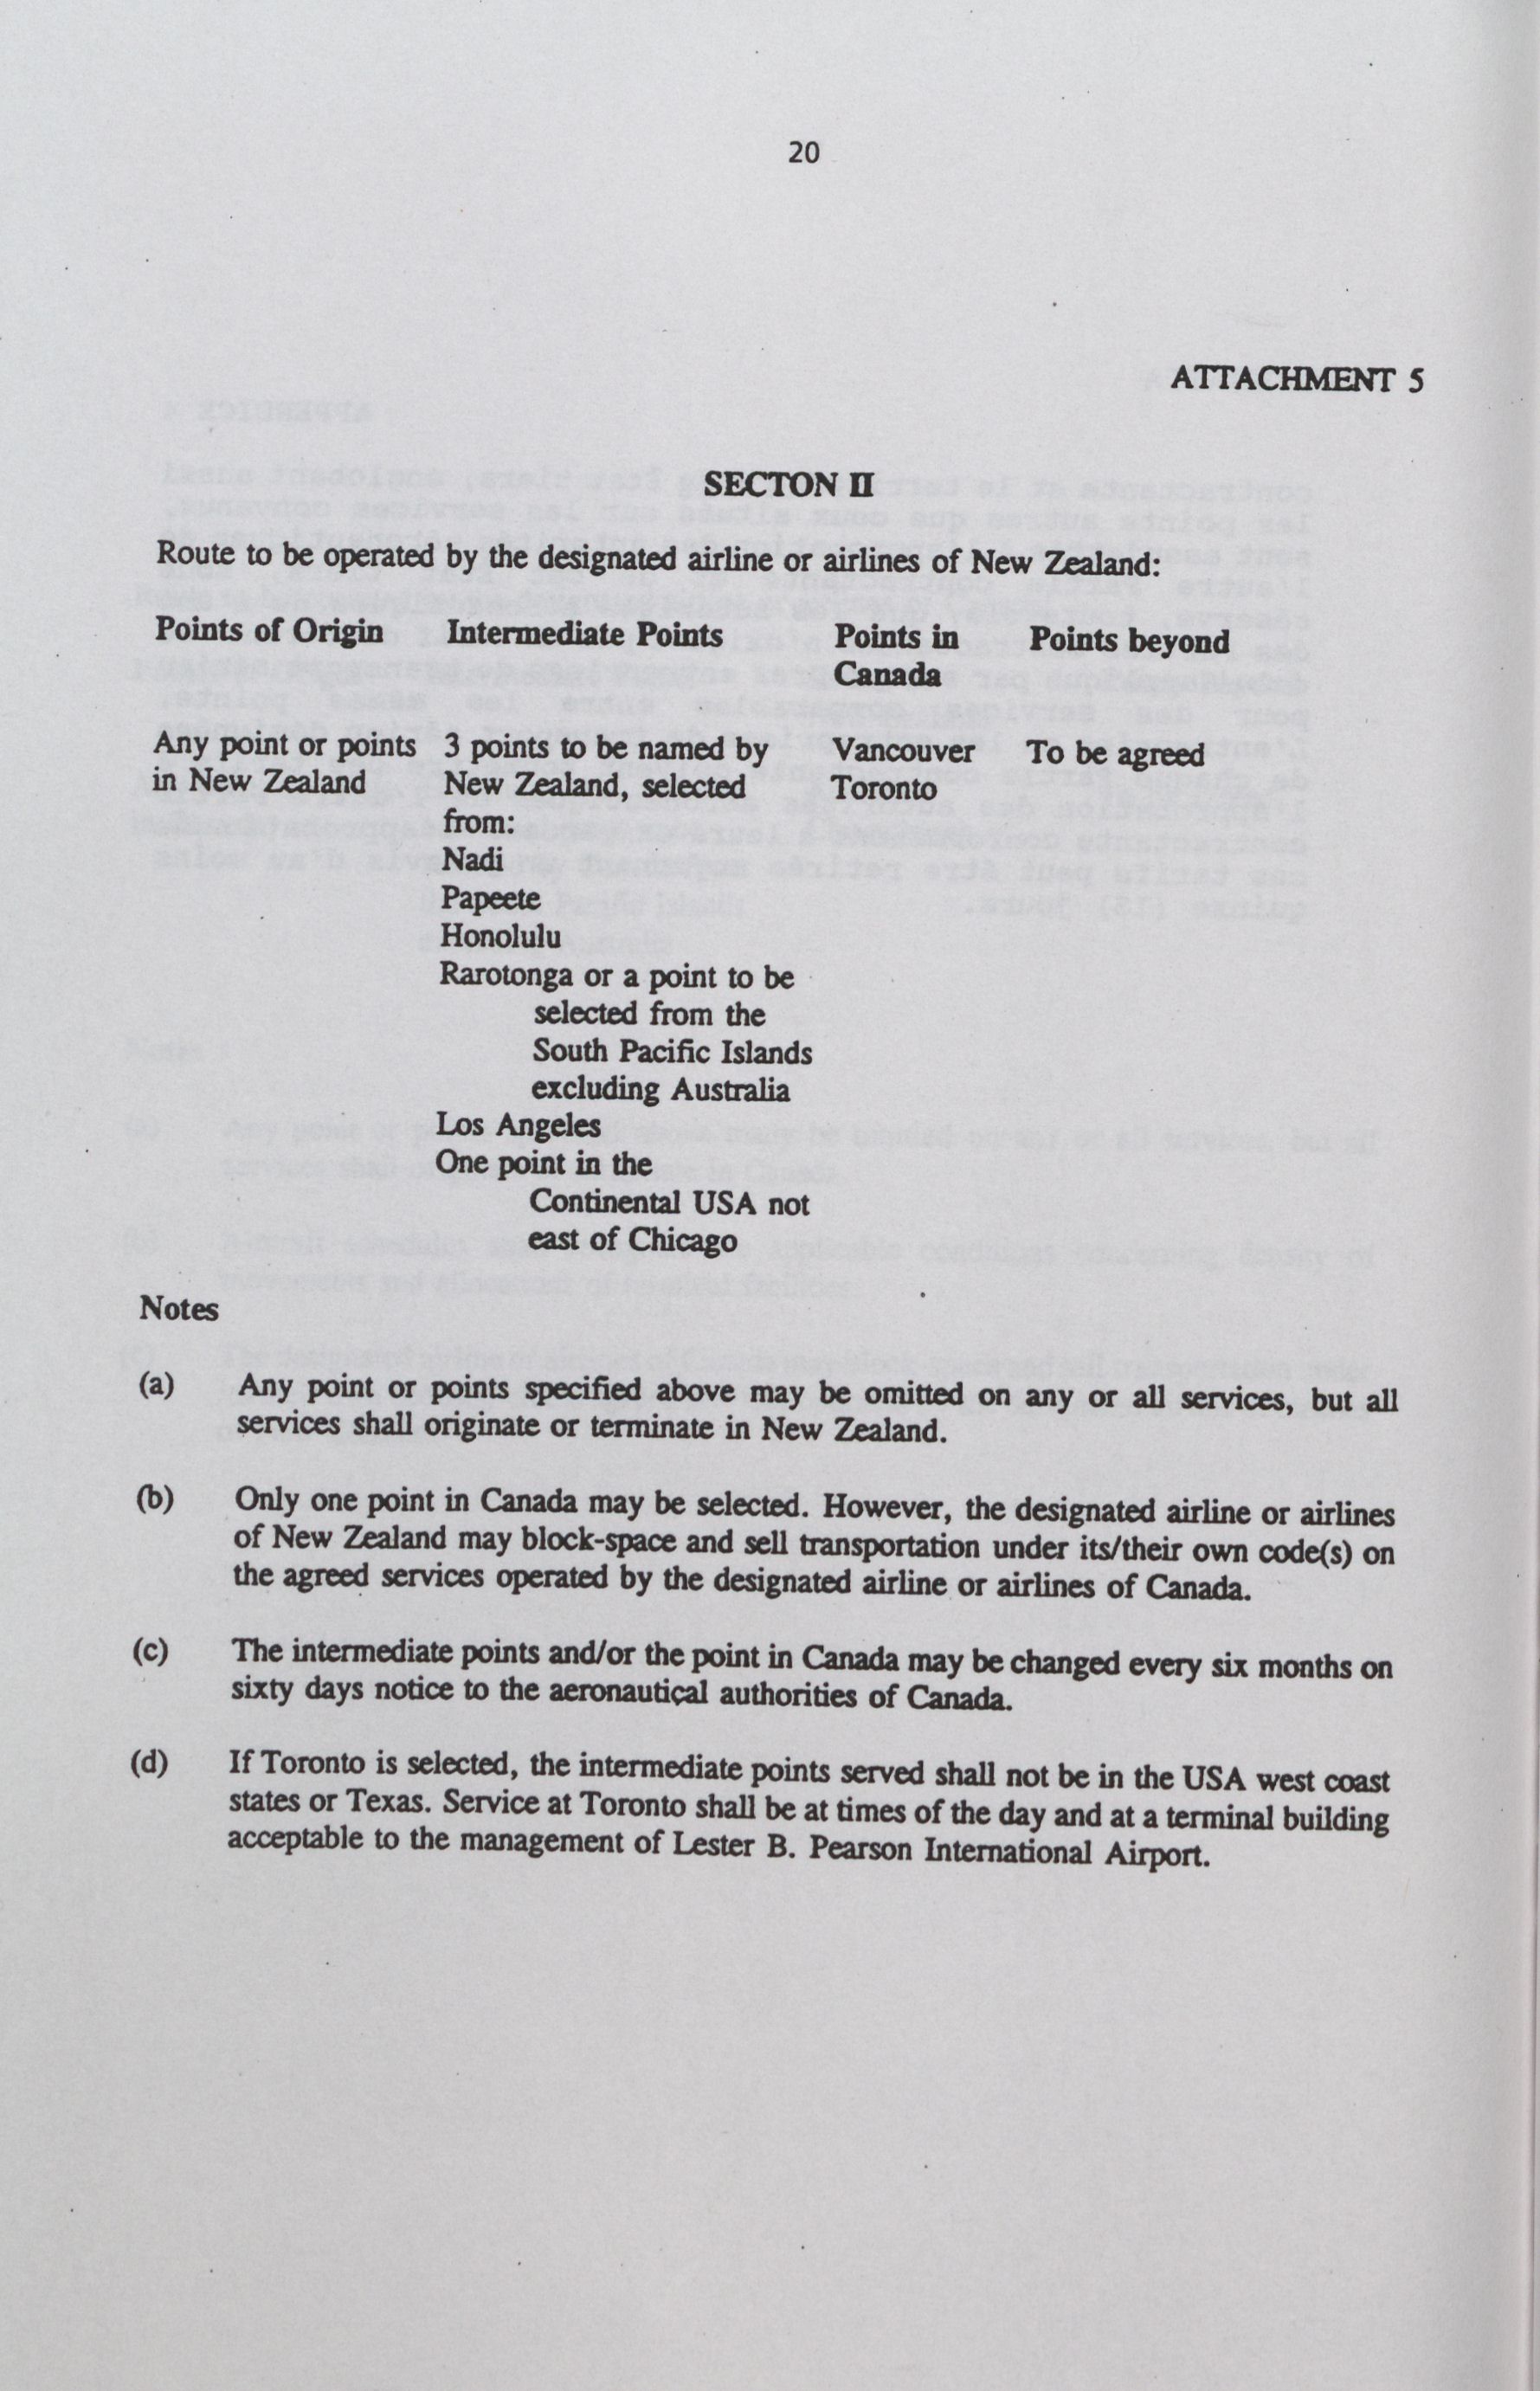 20
ATTACHMENT 5
SECTON II
Route to be operated by the designated airline or airlines of New Zealand:
Points of Origin Intermediate Points Points in Points beyond
Canada
Any point or points 3 points to be named by Vancouver To be agreed
in New Zealand New Zealand, selected Toronto
from:
Nadi
Papeete
Honolulu
Rarotonga or a point to be
selected from the
South Pacific Islands
excluding Australia
Los Angeles
One point in the
Continental USA not
east of Chicago
Notes
(a) Any point or points specified above may be omitted on any or all services, but all
services shall originate or terminate in New Zealand.
(b) Only one point in Canada may be selected. However, the designated airline or airlines
of New Zealand may block-space and sell transportation under its/their own code(s) on
the agreed services operated by the designated airline or airlines of Canada.
(c) The intermediate points and/or the point in Canada may be changed every six months on
sixty days notice to the aeronautical authorities of Canada.
(d) If Toronto is selected, the intermediate points served shall not be in the USA west coast
states or Texas. Service at Toronto shall be at times of the day and at a terminal building
acceptable to the management of Lester B. Pearson International Airport.